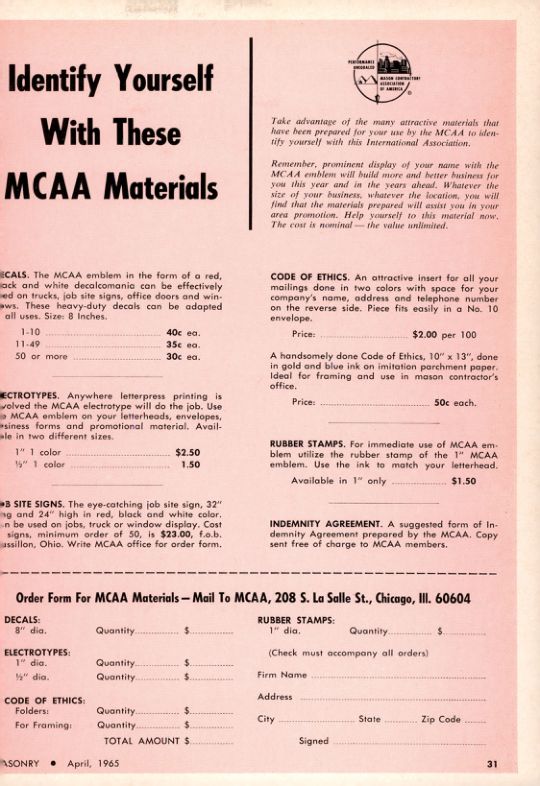 Identify Yourself
With These
MCAA Materials
PERFORMANCE
MASON CONTRACTORS
ASSOCIATION
OF AMERICA
®
Take advantage of the many attractive materials that
have been prepared for your use by the MCAA to iden-
tify yourself with this International Association.
Remember, prominent display of your name with the
MCAA emblem will build more and better business for
you this year and in the years ahead. Whatever the
size of your business, whatever the location, you will
find that the materials prepared will assist you in your
area promotion. Help yourself to this material now.
The cost is nominal — the value unlimited.
ECALS. The MCAA emblem in the form of a red,
ack and white decalcomania can be effectively
ed on trucks, job site signs, office doors and win-
ws. These heavy-duty decals can be adapted
all uses. Size: 8 Inches.
1-10 ........ 40c ea.
11-49 ........ 35c ea.
50 or more ........ 30c ea.
ECTROTYPES. Anywhere letterpress printing is
volved the MCAA electrotype will do the job. Use
MCAA emblem on your letterheads, envelopes,
siness forms and promotional material. Avail-
le in two different sizes.
1" 1 color ........ $2.50
½" 1 color ........ 1.50
B SITE SIGNS. The eye-catching job site sign, 32"
ng and 24" high in red, black and white color.
n be used on jobs, truck or window display. Cost
signs, minimum order of 50, is $23.00, f.o.b.
assillon, Ohio. Write MCAA office for order form.
CODE OF ETHICS. An attractive insert for all your
mailings done in two colors with space for your
company's name, address and telephone number
on the reverse side. Piece fits easily in a No. 10
envelope.
Price: ........ $2.00 per 100
A handsomely done Code of Ethics, 10" x 13", done
in gold and blue ink on imitation parchment paper.
Ideal for framing and use in mason contractor's
office.
Price: ........ 50c each.
RUBBER STAMPS. For immediate use of MCAA em-
blem utilize the rubber stamp of the 1" MCAA
emblem. Use the ink to match your letterhead.
Available in 1" only ........ $1.50
INDEMNITY AGREEMENT. A suggested form of In-
demnity Agreement prepared by the MCAA. Copy
sent free of charge to MCAA members.
Order Form For MCAA Materials — Mail To MCAA, 208 S. La Salle St., Chicago, Ill. 60604
DECALS:
8" dia. Quantity........ $........
ELECTROTYPES:
1" dia. Quantity........ $........
½" dia. Quantity........ $........
CODE OF ETHICS:
Folders: Quantity........ $........
For Framing: Quantity........ $........
TOTAL AMOUNT $........
RUBBER STAMPS:
1" dia. Quantity........ $........
(Check must accompany all orders)
Firm Name ........
Address ........
City ........ State ........ Zip Code ........
Signed ........
ASONRY • April, 1965
31